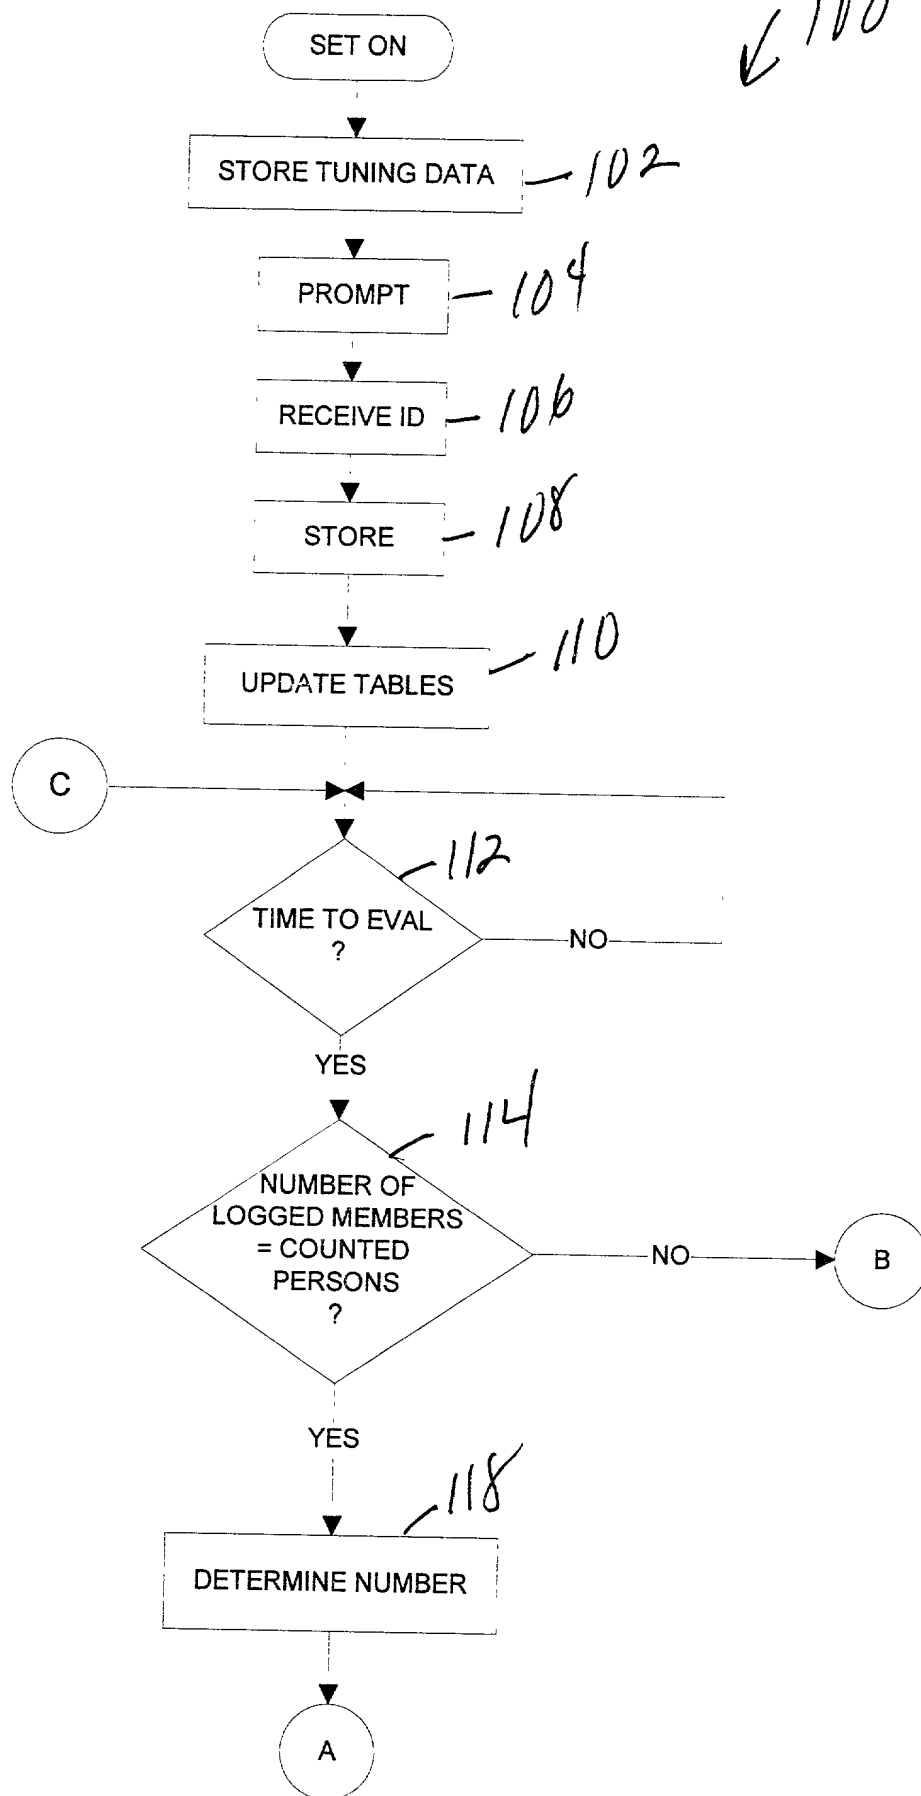 SET ON
100
STORE TUNING DATA
102
PROMPT
104
RECEIVE ID
106
STORE
108
UPDATE TABLES
110
C
112
TIME TO EVAL
?
NO
YES
114
NUMBER OF
LOGGED MEMBERS
= COUNTED
PERSONS
?
NO
B
YES
118
DETERMINE NUMBER
A